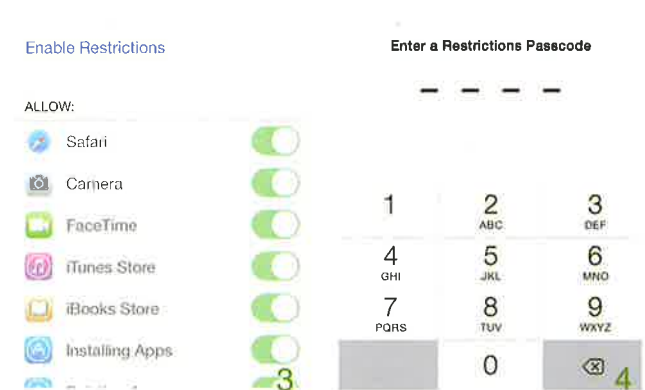 Enable Restrictions
ALLOW:
Safari
Camera
FaceTime
iTunes Store
iBooks Store
Installing Apps
3
Enter a Restrictions Passcode
1
2
ABC
3
DEF
4
GHI
5
JKL
6
MNO
7
PQRS
8
TUV
9
WXYZ
0
4